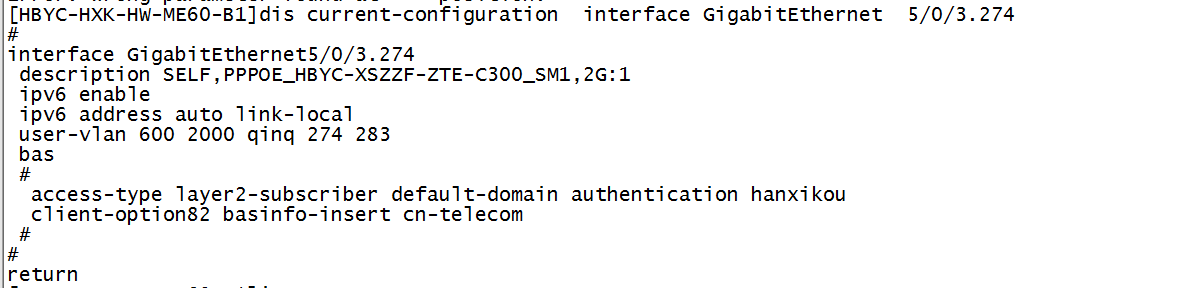 [HBYC-HXK-HW-ME60-B1]dis current-configuration  interface GigabitEthernet  5/0/3.274
#
interface GigabitEthernet5/0/3.274
 description SELF,PPPOE_HBYC-XSZZF-ZTE-C300_SM1,2G:1
 ipv6 enable
 ipv6 address auto link-local
 user-vlan 600 2000 qinq 274 283
 bas
 #
  access-type layer2-subscriber default-domain authentication hanxikou
  client-option82 basinfo-insert cn-telecom
 #
#
return